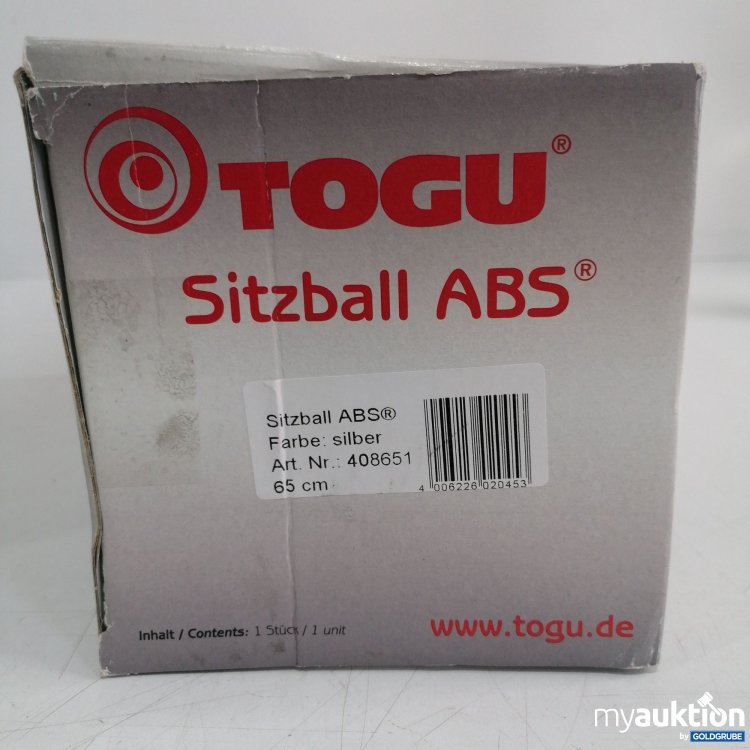 TOGU®
Sitzball ABS®
Sitzball ABS®
Farbe: silber
Art. Nr.: 408651
65 cm
4 006226 020453
Inhalt / Contents: 1 Stück / 1 unit
www.togu.de
myauktion
by GOLDGRUBE